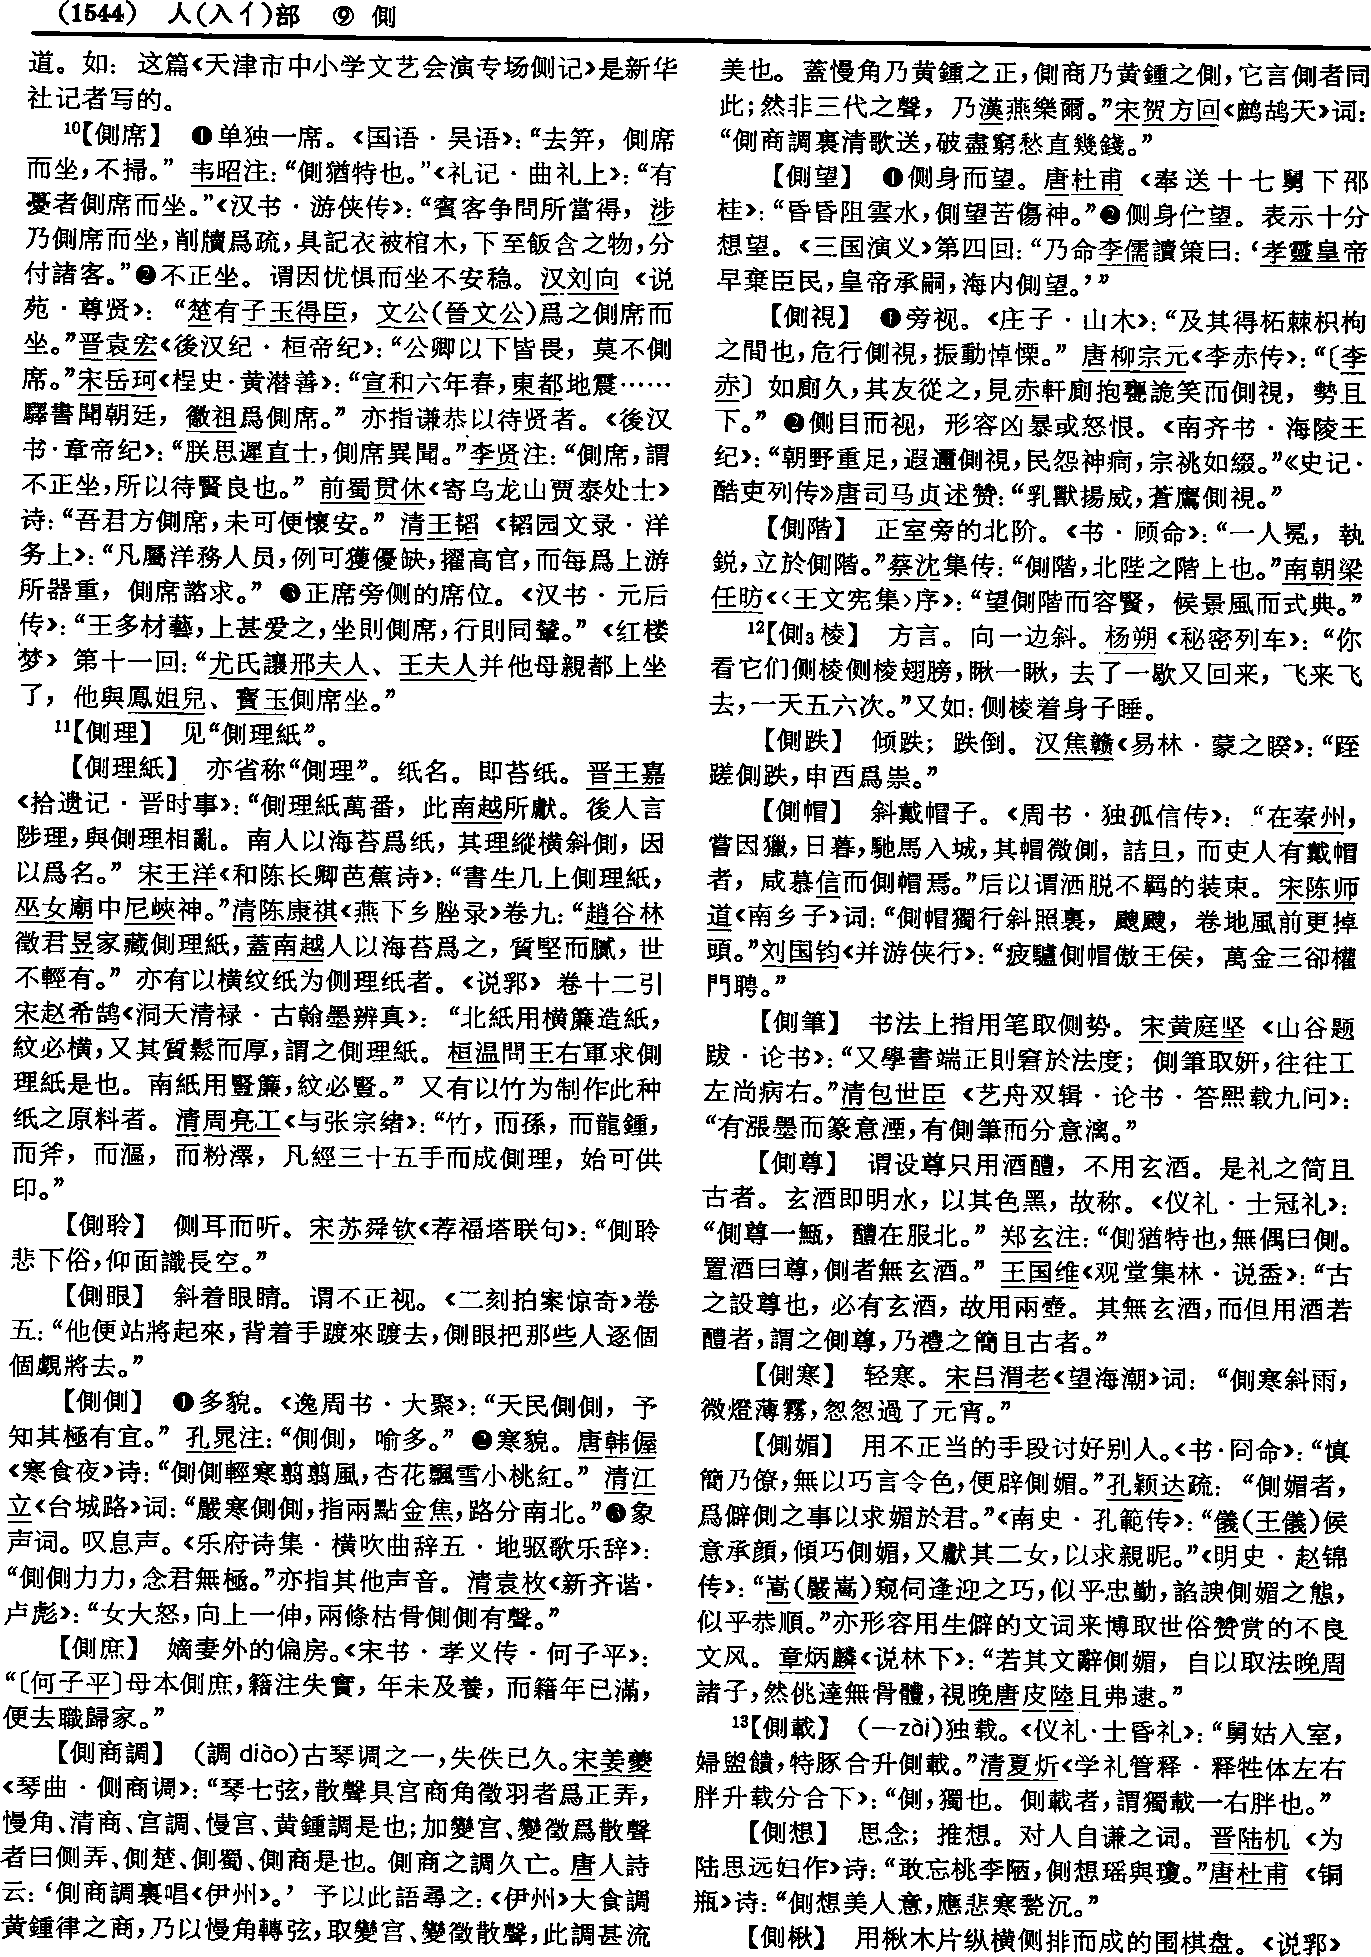 (1544) 人(入亻)部 ⑨ 側
道。如：这篇《天津市中小学文艺会演专场侧记》是新华
社记者写的。
10【側席】 ❶单独一席。《国语·吴语》：“去笄，側席
而坐，不掃。” 韦昭注：“側猶特也。”《礼记·曲礼上》：“有
憂者側席而坐。”《汉书·游侠传》：“賓客争問所當得，涉
乃側席而坐，削牘爲疏，具記衣被棺木，下至飯含之物，分
付諸客。”❷不正坐。谓因忧惧而坐不安稳。汉刘向《说
苑·尊贤》：“楚有子玉得臣，文公(晉文公)爲之側席而
坐。”晋袁宏《後汉纪·桓帝纪》：“公卿以下皆畏，莫不側
席。”宋岳珂《桯史·黄潜善》：“宣和六年春，東都地震……
驛書聞朝廷，徽祖爲側席。” 亦指谦恭以待贤者。《後汉
书·章帝纪》：“朕思遲直士，側席異聞。”李贤注：“側席，謂
不正坐，所以待賢良也。” 前蜀贯休《寄乌龙山贾泰处士》
诗：“吾君方側席，未可便懷安。” 清王韬《韬园文录·洋
务上》：“凡屬洋務人员，例可獲優缺，擢高官，而每爲上游
所器重，側席諮求。” ❸正席旁侧的席位。《汉书·元后
传》：“王多材藝，上甚爱之，坐則側席，行則同輦。”《红楼
梦》第十一回：“尤氏讓邢夫人、王夫人并他母親都上坐
了，他與鳳姐兒、寳玉側席坐。”
11【側理】 见“側理紙”。
【側理紙】 亦省称“側理”。纸名。即苔纸。晋王嘉
《拾遗记·晋时事》：“側理紙萬番，此南越所獻。後人言
陟理，與側理相亂。南人以海苔爲纸，其理縱横斜側，因
以爲名。” 宋王洋《和陈长卿芭蕉诗》：“書生几上側理紙，
巫女廟中尼峽神。”清陈康祺《燕下乡脞录》卷九：“趙谷林
徵君昱家藏側理紙，蓋南越人以海苔爲之，質堅而膩，世
不輕有。” 亦有以横纹纸为侧理纸者。《说郛》卷十二引
宋赵希鹄《洞天清禄·古翰墨辨真》：“北紙用横簾造紙，
紋必横，又其質鬆而厚，謂之側理紙。桓温問王右軍求側
理紙是也。南紙用豎簾，紋必豎。” 又有以竹为制作此种
纸之原料者。清周亮工《与张宗绪》：“竹，而孫，而龍鍾，
而斧，而漚，而粉澤，凡經三十五手而成側理，始可供
印。”
【側聆】 侧耳而听。宋苏舜钦《荐福塔联句》：“側聆
悲下俗，仰面識長空。”
【側眼】 斜着眼睛。谓不正视。《二刻拍案惊奇》卷
五：“他便站將起來，背着手踱來踱去，側眼把那些人逐個
個覷將去。”
【側側】 ❶多貌。《逸周书·大聚》：“天民側側，予
知其極有宜。” 孔晁注：“側側，喻多。” ❷寒貌。唐韩偓
《寒食夜》诗：“側側輕寒翦翦風，杏花飄雪小桃紅。” 清江
立《台城路》词：“嚴寒側側，指兩點金焦，路分南北。”❸象
声词。叹息声。《乐府诗集·横吹曲辞五·地驱歌乐辞》：
“側側力力，念君無極。”亦指其他声音。清袁枚《新齐谐·
卢彪》：“女大怒，向上一伸，兩條枯骨側側有聲。”
【側庶】 嫡妻外的偏房。《宋书·孝义传·何子平》：
“〔何子平〕母本側庶，籍注失實，年未及養，而籍年已滿，
便去職歸家。”
【側商調】 (調 diào)古琴调之一，失佚已久。宋姜夔
《琴曲·侧商调》：“琴七弦，散聲具宫商角徵羽者爲正弄，
慢角、清商、宫調、慢宫、黄鍾調是也；加變宫、變徵爲散聲
者曰側弄、側楚、側蜀、側商是也。側商之調久亡。唐人詩
云：‘側商調裏唱《伊州》。’ 予以此語尋之：《伊州》大食調
黄鍾律之商，乃以慢角轉弦，取變宫、變徵散聲，此調甚流
美也。蓋慢角乃黄鍾之正，側商乃黄鍾之側，它言側者同
此；然非三代之聲，乃漢燕樂爾。”宋贺方回《鹧鸪天》词：
“側商調裏清歌送，破盡窮愁直幾錢。”
【側望】 ❶侧身而望。唐杜甫《奉送十七舅下邵
桂》：“昏昏阻雲水，側望苦傷神。”❷侧身伫望。表示十分
想望。《三国演义》第四回：“乃命李儒讀策曰：‘孝靈皇帝
早棄臣民，皇帝承嗣，海内側望。’”
【側視】 ❶旁视。《庄子·山木》：“及其得柘棘枳枸
之間也，危行側視，振動悼慄。” 唐柳宗元《李赤传》：“〔李
赤〕如廁久，其友從之，見赤軒廁抱甕詭笑而側視，勢且
下。” ❷侧目而视，形容凶暴或怒恨。《南齐书·海陵王
纪》：“朝野重足，遐邇側視，民怨神痌，宗祧如缀。”《史记·
酷吏列传》唐司马贞述赞：“乳獸揚威，蒼鷹側視。”
【側階】 正室旁的北阶。《书·顾命》：“一人冕，執
鋭，立於側階。”蔡沈集传：“側階，北陛之階上也。”南朝梁
任昉《〈王文宪集〉序》：“望側階而容賢，候景風而式典。”
12【側₃棱】 方言。向一边斜。杨朔《秘密列车》：“你
看它们侧棱侧棱翅膀，瞅一瞅，去了一歇又回来，飞来飞
去，一天五六次。”又如：侧棱着身子睡。
【側跌】 倾跌；跌倒。汉焦赣《易林·蒙之睽》：“跮
蹉側跌，申酉爲祟。”
【側帽】 斜戴帽子。《周书·独孤信传》：“在秦州，
嘗因獵，日暮，馳馬入城，其帽微側，詰旦，而吏人有戴帽
者，咸慕信而側帽焉。”后以谓洒脱不羁的装束。宋陈师
道《南乡子》词：“側帽獨行斜照裏，颼颼，卷地風前更掉
頭。”刘国钧《并游侠行》：“疲驢側帽傲王侯，萬金三卻權
門聘。”
【側筆】 书法上指用笔取侧势。宋黄庭坚《山谷题
跋·论书》：“又學書端正則窘於法度；側筆取妍，往往工
左尚病右。”清包世臣《艺舟双辑·论书·答熙载九问》：
“有漲墨而篆意湮，有側筆而分意漓。”
【側尊】 谓设尊只用酒醴，不用玄酒。是礼之简且
古者。玄酒即明水，以其色黑，故称。《仪礼·士冠礼》：
“側尊一甒，醴在服北。” 郑玄注：“側猶特也，無偶曰側。
置酒曰尊，側者無玄酒。” 王国维《观堂集林·说盉》：“古
之設尊也，必有玄酒，故用兩壺。其無玄酒，而但用酒若
醴者，謂之側尊，乃禮之簡且古者。”
【側寒】 轻寒。宋吕渭老《望海潮》词：“側寒斜雨，
微燈薄霧，怱怱過了元宵。”
【側媚】 用不正当的手段讨好别人。《书·冏命》：“慎
簡乃僚，無以巧言令色，便辟側媚。”孔颖达疏：“側媚者，
爲僻側之事以求媚於君。”《南史·孔範传》：“儀(王儀)候
意承顔，傾巧側媚，又獻其二女，以求親昵。”《明史·赵锦
传》：“嵩(嚴嵩)窺伺逢迎之巧，似乎忠勤，諂諛側媚之態，
似乎恭順。”亦形容用生僻的文词来博取世俗赞赏的不良
文风。章炳麟《说林下》：“若其文辭側媚，自以取法晚周
諸子，然佻達無骨體，視晚唐皮陸且弗逮。”
13【側載】 (—zài)独载。《仪礼·士昏礼》：“舅姑入室，
婦盥饋，特豚合升側載。”清夏炘《学礼管释·释牲体左右
胖升载分合下》：“側，獨也。側載者，謂獨載一右胖也。”
【側想】 思念；推想。对人自谦之词。晋陆机《为
陆思远妇作》诗：“敢忘桃李陋，側想瑶與瓊。”唐杜甫《铜
瓶》诗：“側想美人意，應悲寒甃沉。”
【側楸】 用楸木片纵横侧排而成的围棋盘。《说郛》